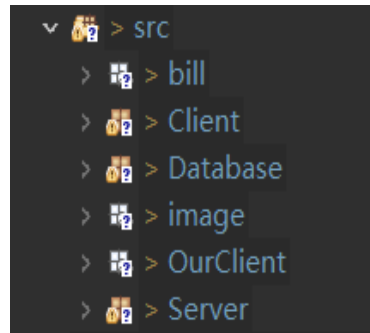 > src
> bill
> Client
> Database
> image
> OurClient
> Server